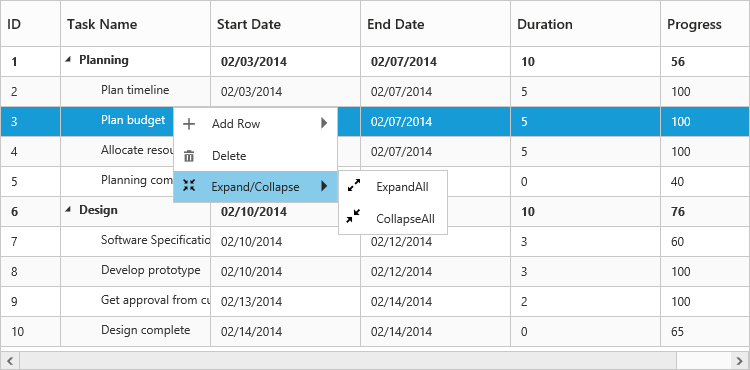 ID Task Name Start Date End Date Duration Progress
1 Planning 02/03/2014 02/07/2014 10 56
2 Plan timeline 02/03/2014 02/07/2014 5 100
3 Plan budget 02/07/2014 5 100
Add Row
4 Allocate resou 02/07/2014 5 100
Delete
5 Planning com 0 40
Expand/Collapse ExpandAll
6 Design 02/10/2014 10 76
CollapseAll
7 Software Specification 02/10/2014 02/12/2014 3 60
8 Develop prototype 02/10/2014 02/12/2014 3 100
9 Get approval from cu 02/13/2014 02/14/2014 2 100
10 Design complete 02/14/2014 02/14/2014 0 65